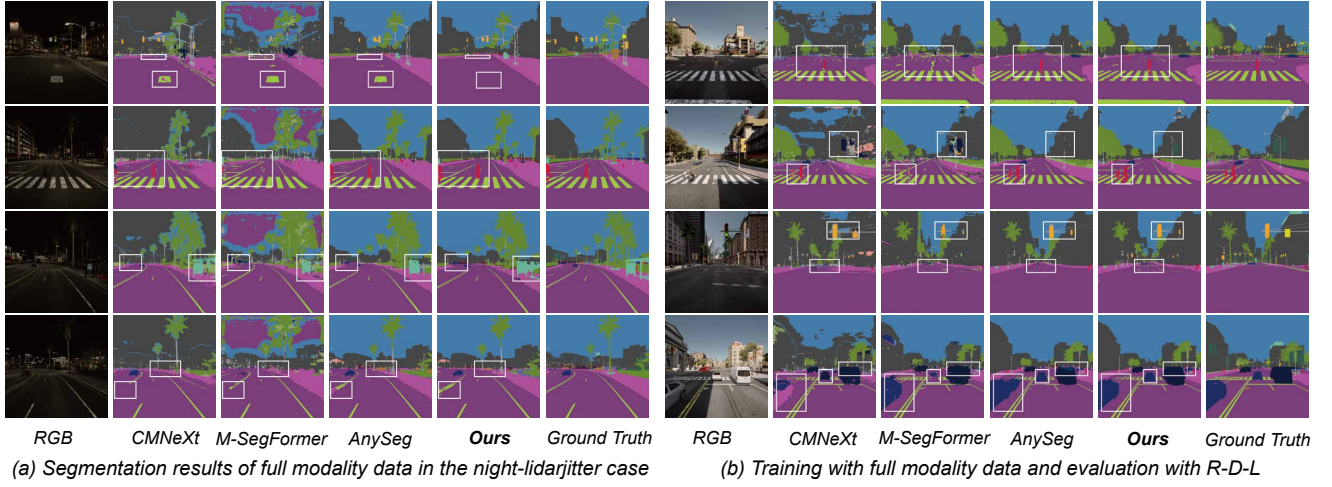 RGB CMNeXt M-SegFormer AnySeg Ours Ground Truth
(a) Segmentation results of full modality data in the night-lidarjitter case
RGB CMNeXt M-SegFormer AnySeg Ours Ground Truth
(b) Training with full modality data and evaluation with R-D-L